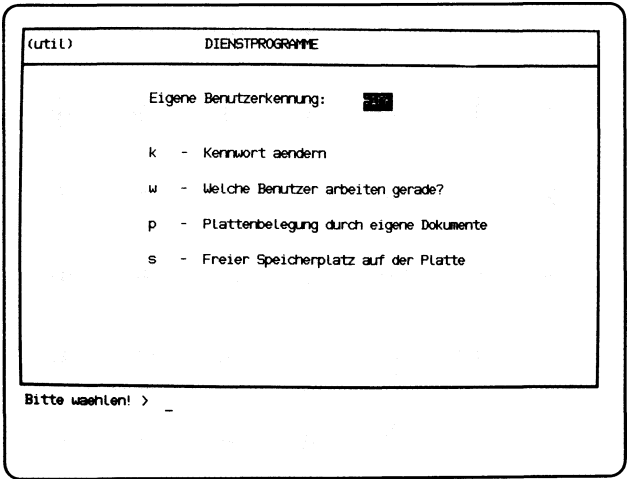 (util) DIENSTPROGRAMME
Eigene Benutzerkennung:
k - Kennwort aendern
w - Welche Benutzer arbeiten gerade?
p - Plattenbelegung durch eigene Dokumente
s - Freier Speicherplatz auf der Platte
Bitte waehlen! > _